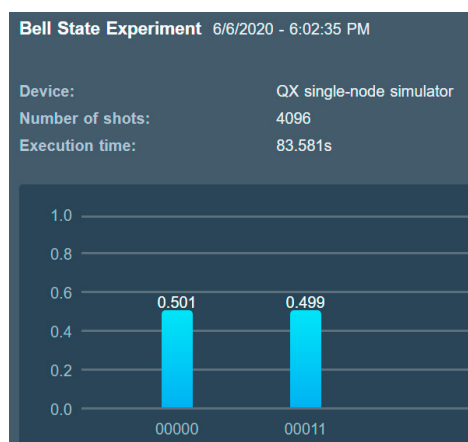 Bell State Experiment 6/6/2020 - 6:02:35 PM
Device: QX single-node simulator
Number of shots: 4096
Execution time: 83.581s
1.0
0.8
0.6
0.501 0.499
0.4
0.2
0.0
00000 00011